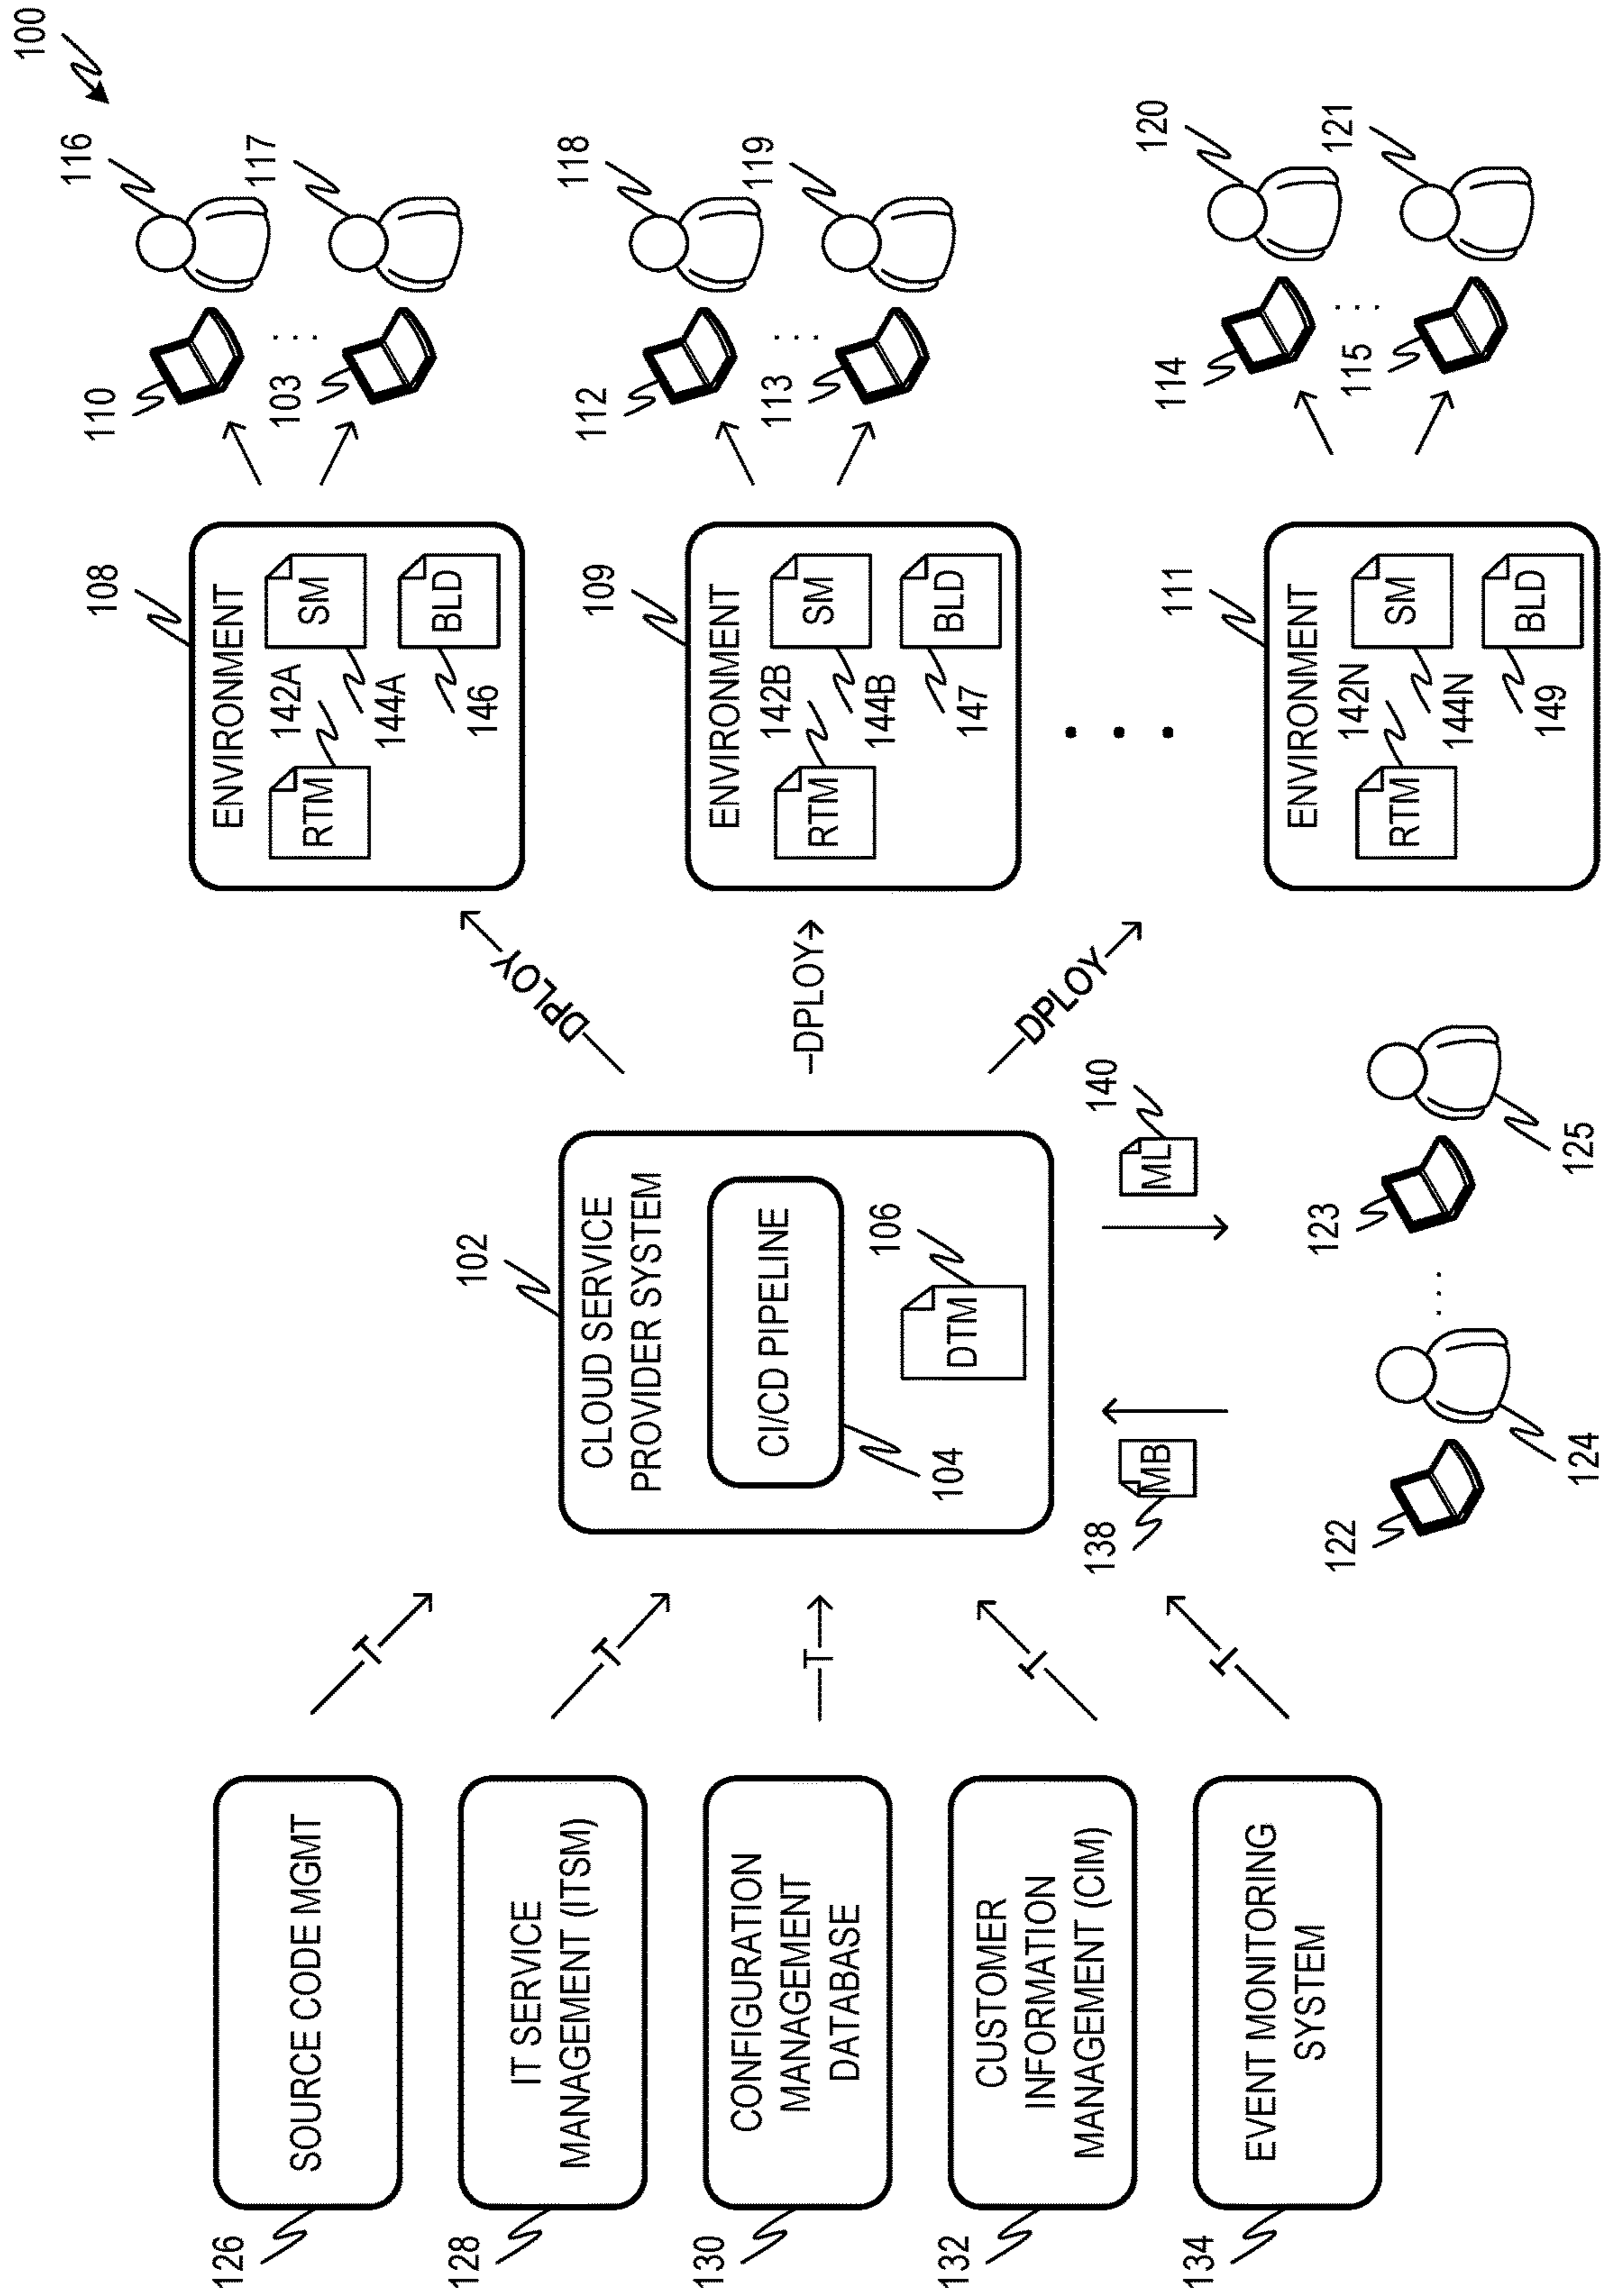 100
126
SOURCE CODE MGMT
128
IT SERVICE
MANAGEMENT (ITSM)
130
CONFIGURATION
MANAGEMENT
DATABASE
132
CUSTOMER
INFORMATION
MANAGEMENT (CIM)
134
EVENT MONITORING
SYSTEM
T
T
T
T
T
102
CLOUD SERVICE
PROVIDER SYSTEM
CI/CD PIPELINE
104
106
DTM
138
MB
140
ML
122
124
...
123
125
DPLOY
DPLOY
DPLOY
108
ENVIRONMENT
RTM
142A
SM
144A
146
BLD
109
ENVIRONMENT
RTM
142B
SM
144B
147
BLD
...
111
ENVIRONMENT
RTM
142N
SM
144N
149
BLD
110
116
...
103
117
112
118
...
113
119
114
120
...
115
121